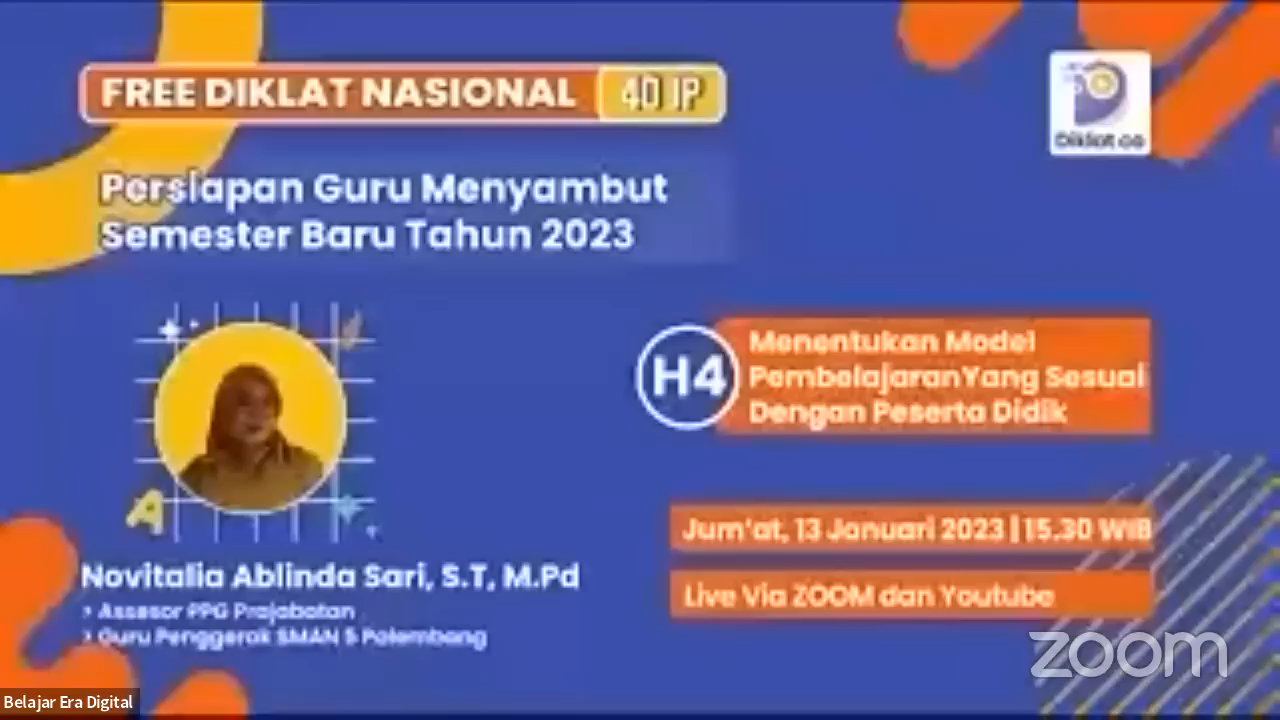 FREE DIKLAT NASIONAL 40 JP
Diklat.co
Persiapan Guru Menyambut
Semester Baru Tahun 2023
H4
Menentukan Model
PembelajaranYang Sesuai
Dengan Peserta Didik
Jum'at, 13 Januari 2023 | 15.30 WIB
Live Via ZOOM dan Youtube
Novitalia Ablinda Sari, S.T, M.Pd
› Assesor PPG Prajabatan
› Guru Penggerak SMAN 5 Palembang
zoom
Belajar Era Digital